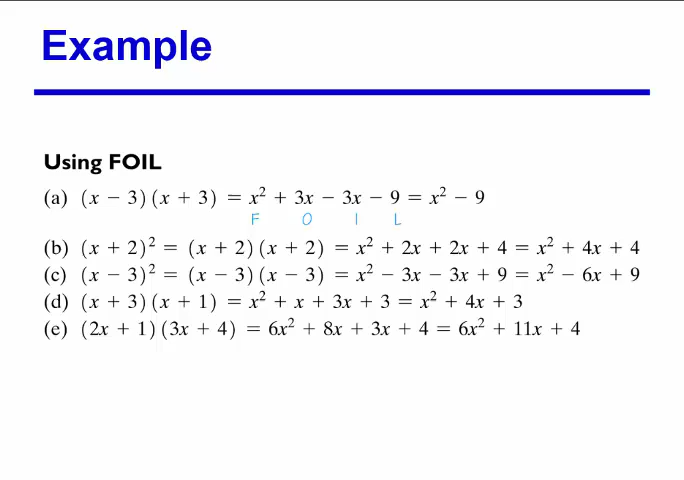 Example
Using FOIL
(a) (x − 3)(x + 3) = x² + 3x − 3x − 9 = x² − 9
F O I L
(b) (x + 2)² = (x + 2)(x + 2) = x² + 2x + 2x + 4 = x² + 4x + 4
(c) (x − 3)² = (x − 3)(x − 3) = x² − 3x − 3x + 9 = x² − 6x + 9
(d) (x + 3)(x + 1) = x² + x + 3x + 3 = x² + 4x + 3
(e) (2x + 1)(3x + 4) = 6x² + 8x + 3x + 4 = 6x² + 11x + 4